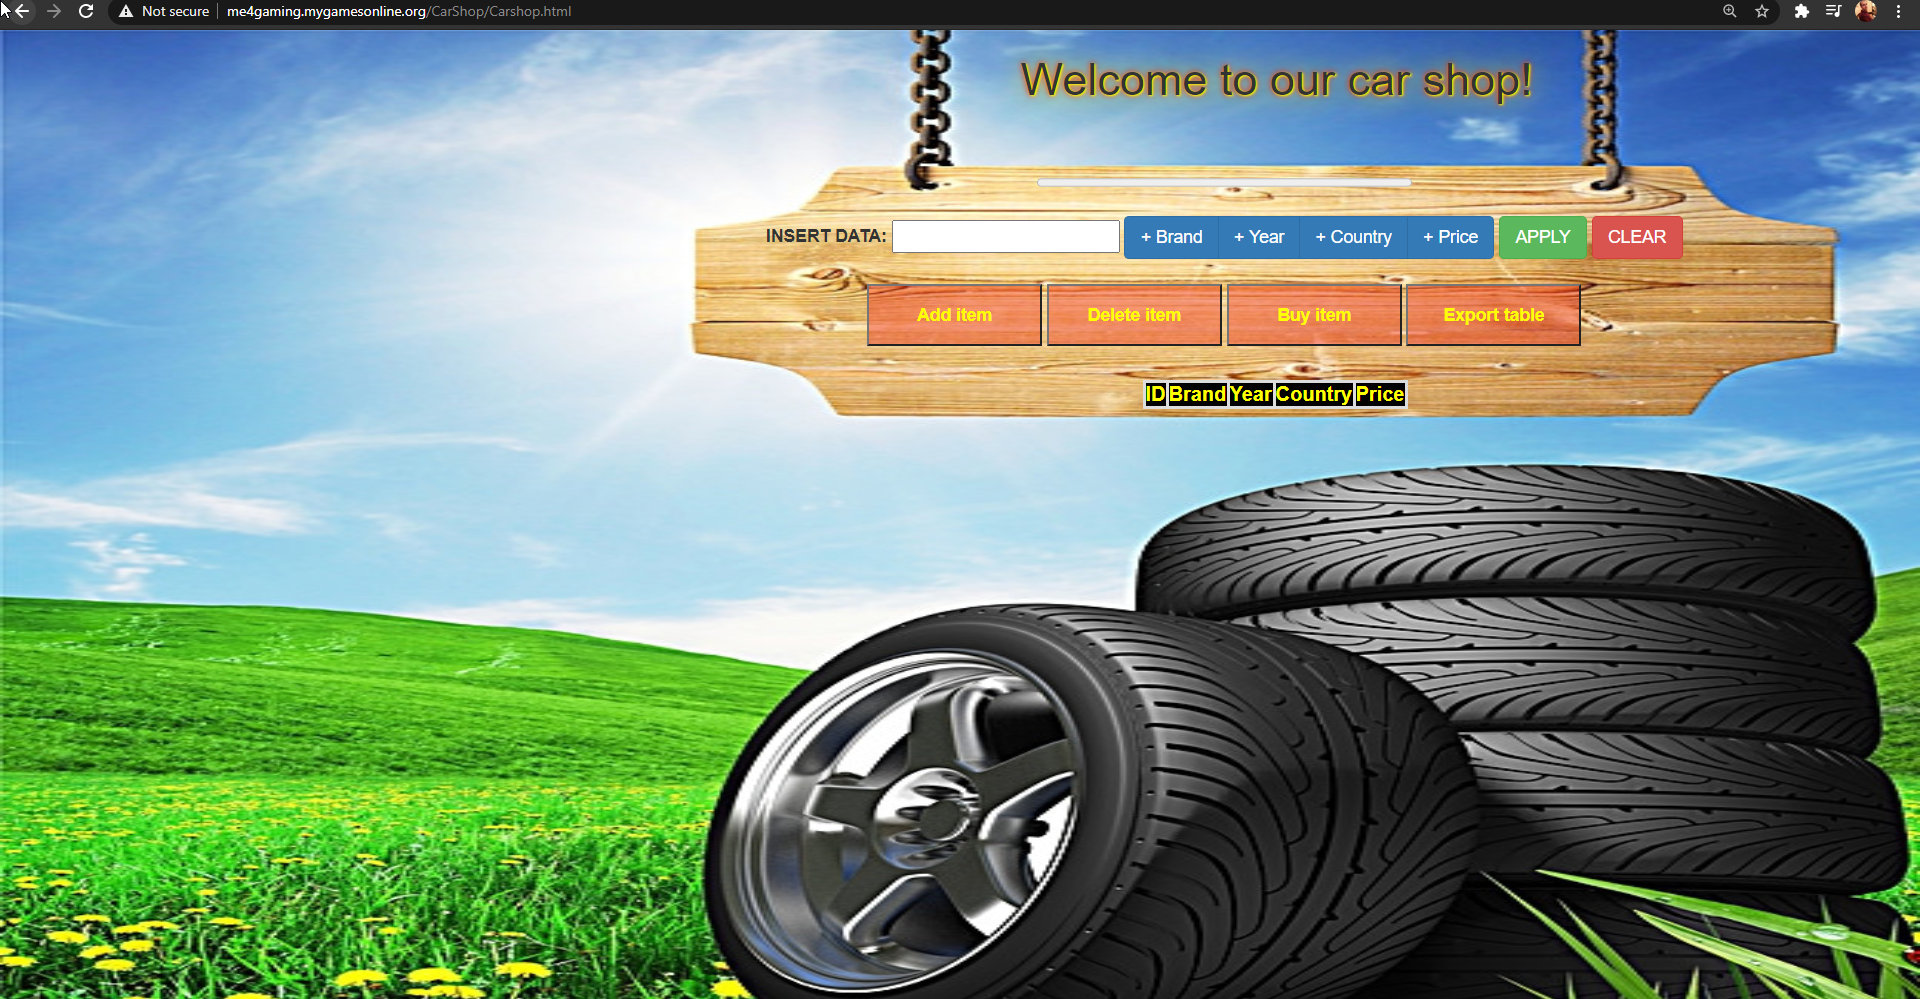 Not secure me4gaming.mygamesonline.org/CarShop/Carshop.html
Welcome to our car shop!
INSERT DATA: + Brand + Year + Country + Price APPLY CLEAR
Add item Delete item Buy item Export table
ID Brand Year Country Price